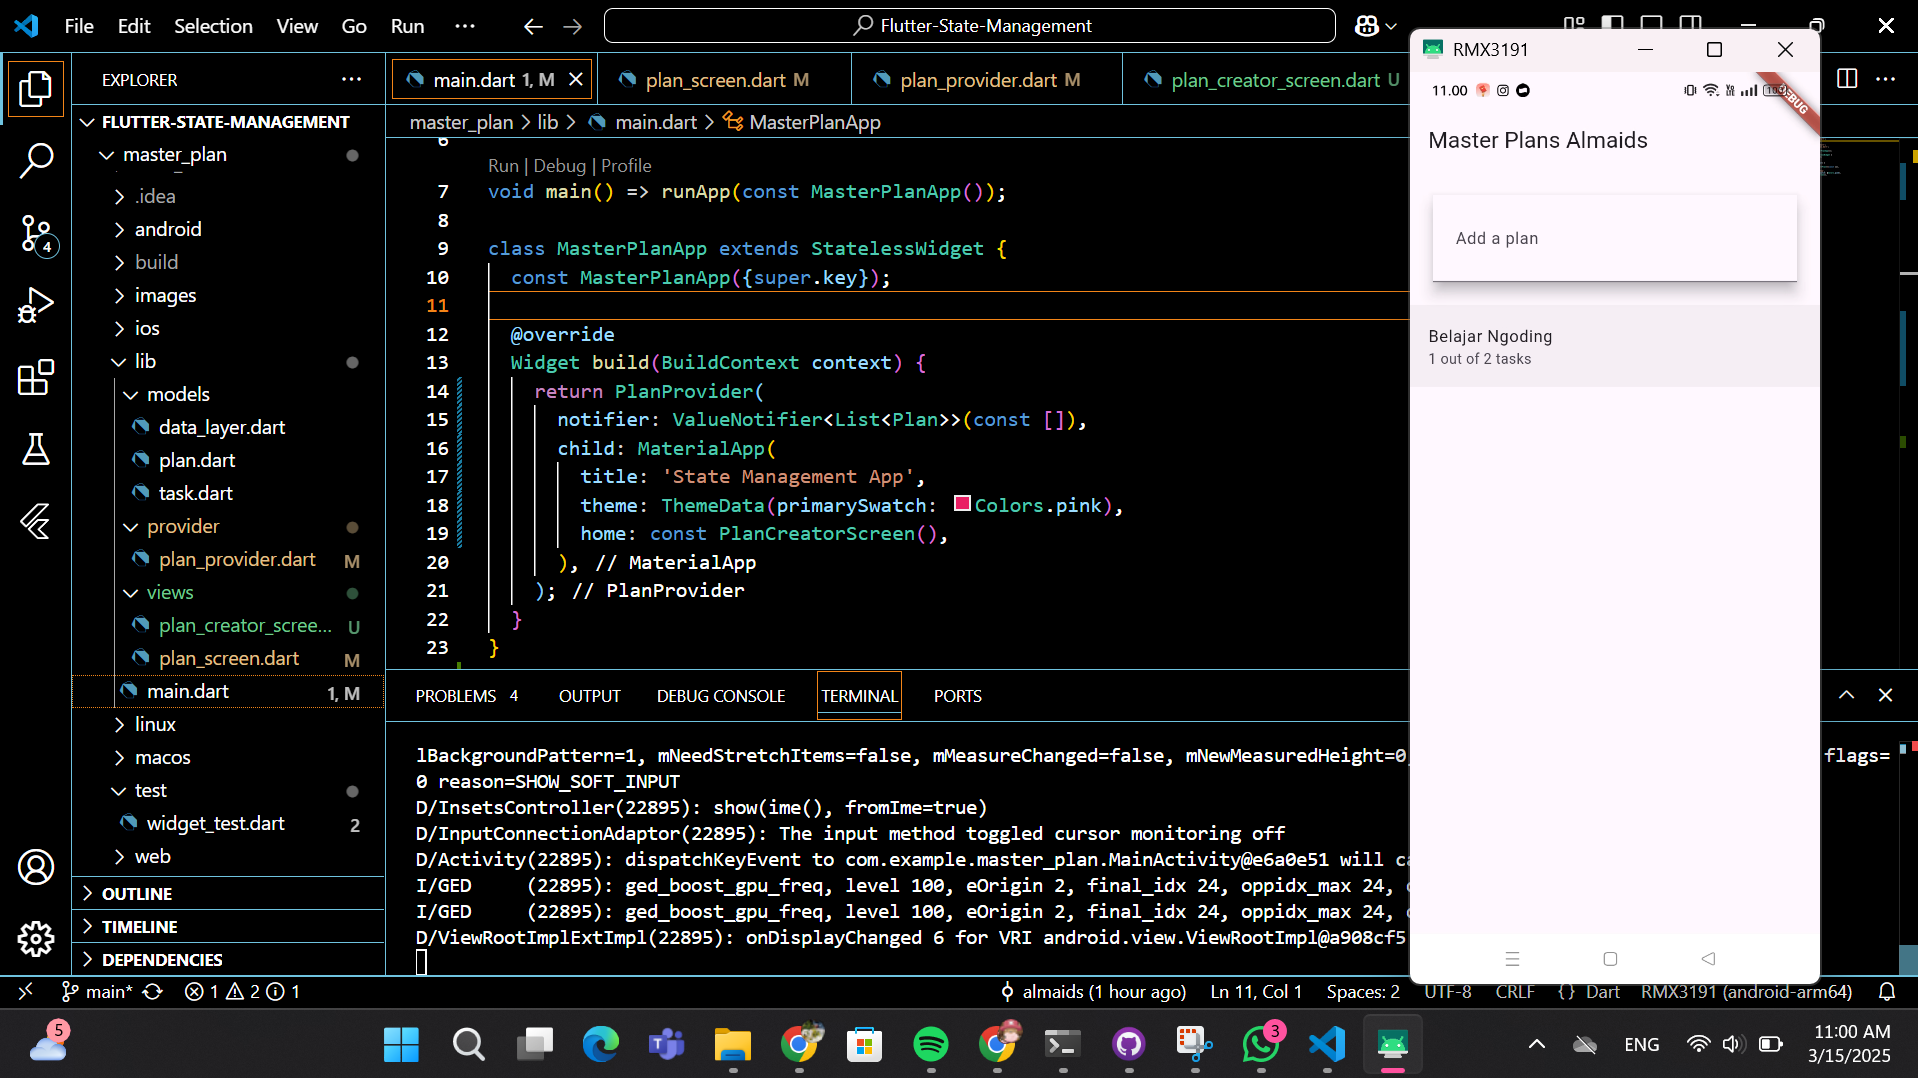 File Edit Selection View Go Run ···
Flutter-State-Management
EXPLORER
FLUTTER-STATE-MANAGEMENT
master_plan
.idea
android
build
images
ios
lib
models
data_layer.dart
plan.dart
task.dart
provider
plan_provider.dart M
views
plan_creator_scree... U
plan_screen.dart M
main.dart 1, M
linux
macos
test
widget_test.dart 2
web
OUTLINE
TIMELINE
DEPENDENCIES
4
main.dart 1, M
plan_screen.dart M
plan_provider.dart M
plan_creator_screen.dart U
master_plan > lib > main.dart > MasterPlanApp
6
Run | Debug | Profile
7 void main() => runApp(const MasterPlanApp());
8
9 class MasterPlanApp extends StatelessWidget {
10 const MasterPlanApp({super.key});
11
12 @override
13 Widget build(BuildContext context) {
14 return PlanProvider(
15 notifier: ValueNotifier<List<Plan>>(const []),
16 child: MaterialApp(
17 title: 'State Management App',
18 theme: ThemeData(primarySwatch: Colors.pink),
19 home: const PlanCreatorScreen(),
20 ), // MaterialApp
21 ); // PlanProvider
22 }
23 }
PROBLEMS 4 OUTPUT DEBUG CONSOLE TERMINAL PORTS
lBackgroundPattern=1, mNeedStretchItems=false, mMeasureChanged=false, mNewMeasuredHeight=0 flags=
0 reason=SHOW_SOFT_INPUT
D/InsetsController(22895): show(ime(), fromIme=true)
D/InputConnectionAdaptor(22895): The input method toggled cursor monitoring off
D/Activity(22895): dispatchKeyEvent to com.example.master_plan.MainActivity@e6a0e51 will
I/GED (22895): ged_boost_gpu_freq, level 100, eOrigin 2, final_idx 24, oppidx_max 24,
I/GED (22895): ged_boost_gpu_freq, level 100, eOrigin 2, final_idx 24, oppidx_max 24,
D/ViewRootImplExtImpl(22895): onDisplayChanged 6 for VRI android.view.ViewRootImpl@a908cf5
RMX3191
11.00
DEBUG
Master Plans Almaids
Add a plan
Belajar Ngoding
1 out of 2 tasks
main* 1 2 1
almaids (1 hour ago) Ln 11, Col 1 Spaces: 2 UTF-8 CRLF {} Dart RMX3191 (android-arm64)
5
3
ENG
11:00 AM
3/15/2025